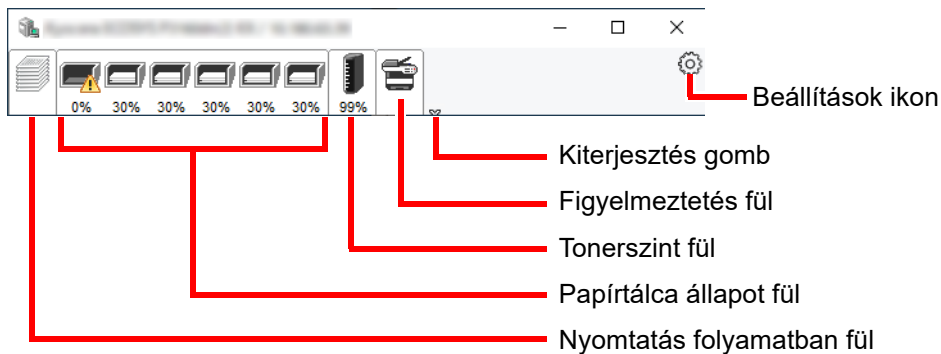 0% 30% 30% 30% 30% 30% 99%
Beállítások ikon
Kiterjesztés gomb
Figyelmeztetés fül
Tonerszint fül
Papírtálca állapot fül
Nyomtatás folyamatban fül